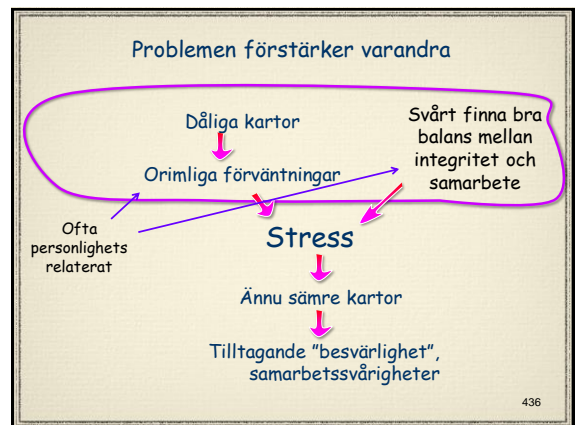 Problemen förstärker varandra
Dåliga kartor
Orimliga förväntningar
Svårt finna bra
balans mellan
integritet och
samarbete
Ofta
personlighets
relaterat
Stress
Ännu sämre kartor
Tilltagande "besvärlighet",
samarbetssvårigheter
436